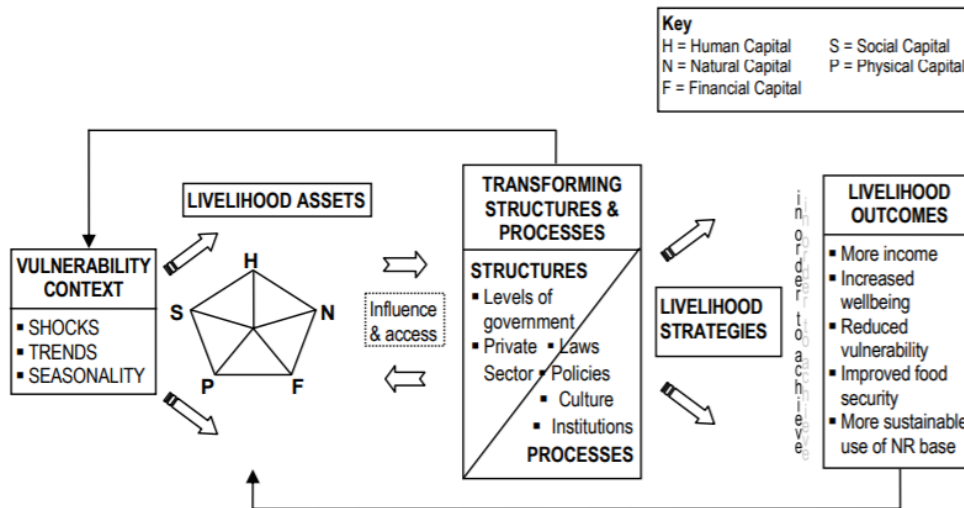 Key
H = Human Capital S = Social Capital
N = Natural Capital P = Physical Capital
F = Financial Capital
LIVELIHOOD ASSETS
VULNERABILITY
CONTEXT
▪ SHOCKS
▪ TRENDS
▪ SEASONALITY
H
S
N
P
F
Influence
& access
TRANSFORMING
STRUCTURES &
PROCESSES
STRUCTURES
▪ Levels of
government
▪ Private ▪ Laws
Sector ▪ Policies
▪ Culture
▪ Institutions
PROCESSES
LIVELIHOOD
STRATEGIES
in order to achieve
LIVELIHOOD
OUTCOMES
▪ More income
▪ Increased
wellbeing
▪ Reduced
vulnerability
▪ Improved food
security
▪ More sustainable
use of NR base